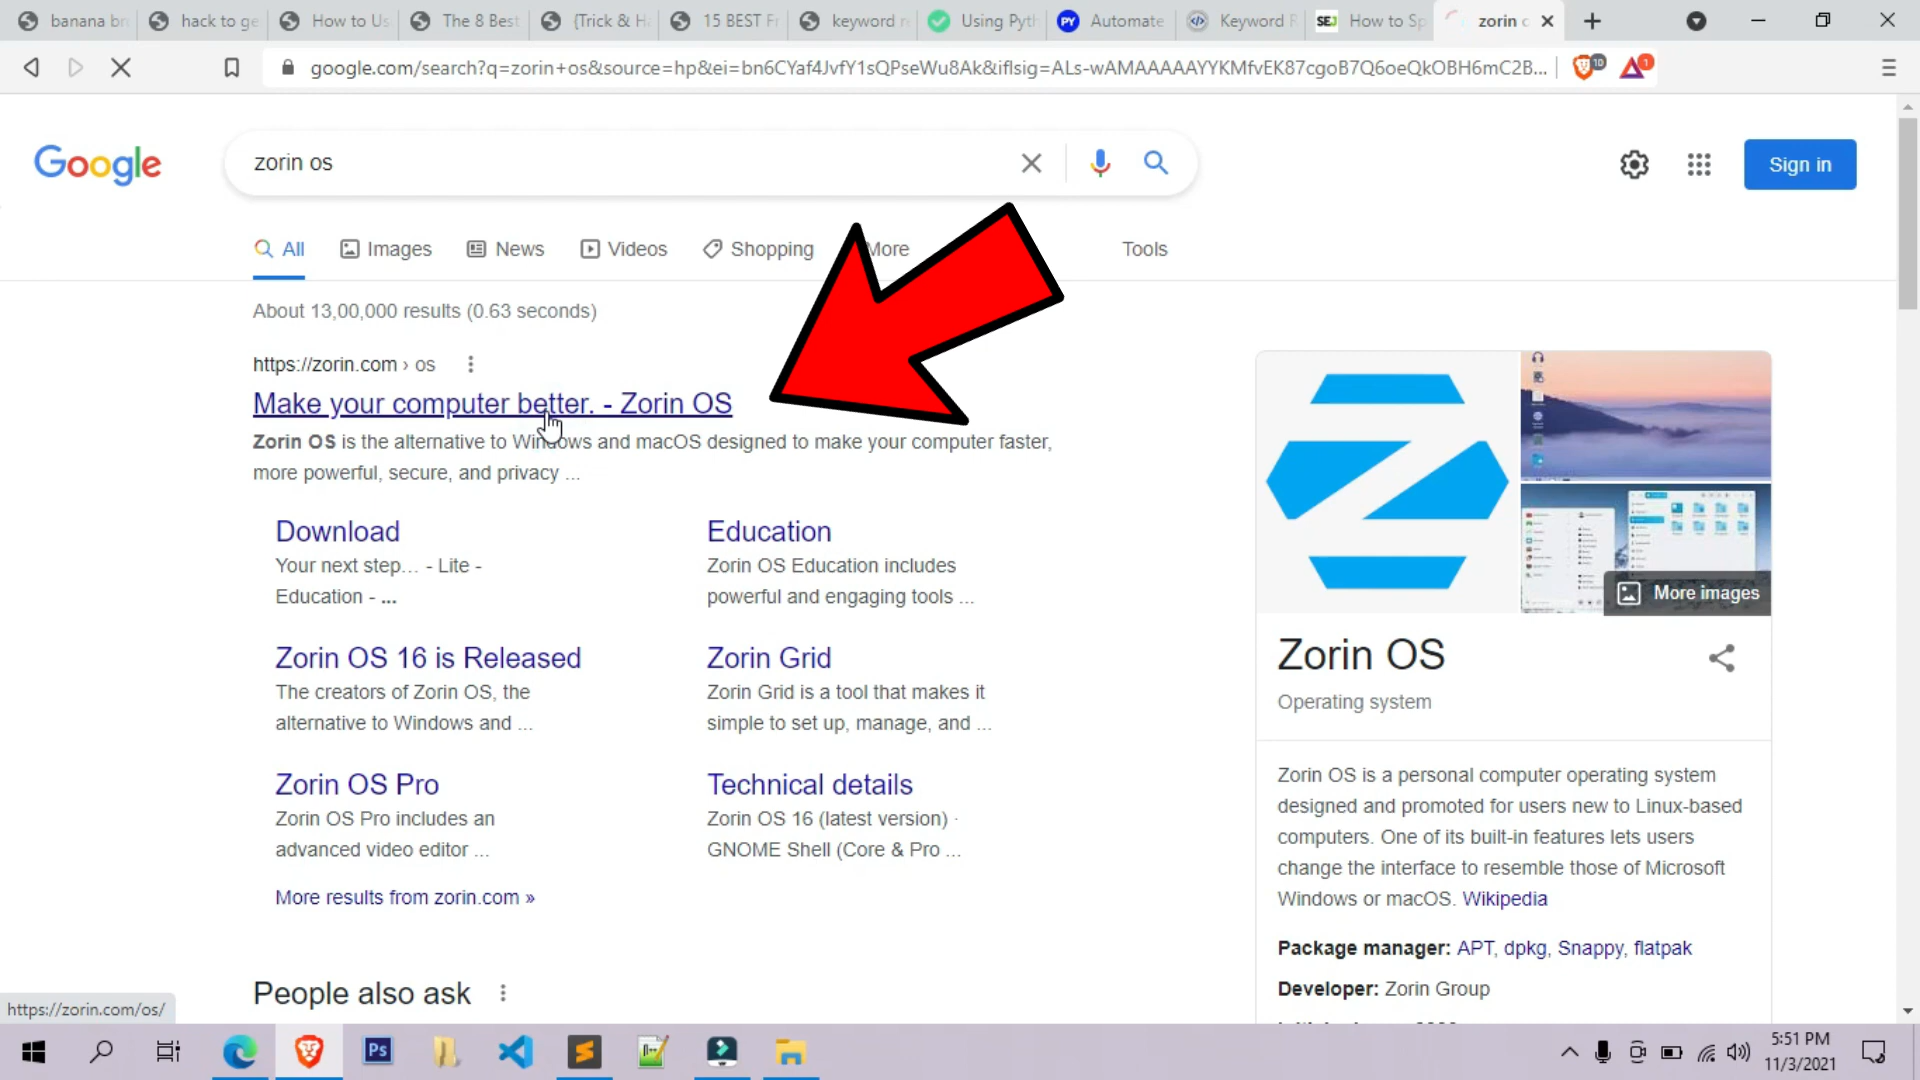 banana br
hack to ge
How to Us
The 8 Best
{Trick & H
15 BEST Fr
keyword r
Using Pyth
PY
Automate
Keyword R
SEJ
How to Sp
zorin o
google.com/search?q=zorin+os&source=hp&ei=bn6CYaf4JvfY1sQPseWu8Ak&iflsig=ALs-wAMAAAAAYYKMfvEK87cgoB7Q6oeQkOBH6mC2B...
10
1
Google
zorin os
Sign in
All
Images
News
Videos
Shopping
More
Tools
About 13,00,000 results (0.63 seconds)
https://zorin.com › os
Make your computer better. - Zorin OS
Zorin OS is the alternative to Windows and macOS designed to make your computer faster,
more powerful, secure, and privacy ...
Download
Your next step... - Lite -
Education - ...
Education
Zorin OS Education includes
powerful and engaging tools ...
Zorin OS 16 is Released
The creators of Zorin OS, the
alternative to Windows and ...
Zorin Grid
Zorin Grid is a tool that makes it
simple to set up, manage, and ...
Zorin OS Pro
Zorin OS Pro includes an
advanced video editor ...
Technical details
Zorin OS 16 (latest version) ·
GNOME Shell (Core & Pro ...
More results from zorin.com »
People also ask
More images
Zorin OS
Operating system
Zorin OS is a personal computer operating system
designed and promoted for users new to Linux-based
computers. One of its built-in features lets users
change the interface to resemble those of Microsoft
Windows or macOS. Wikipedia
Package manager: APT, dpkg, Snappy, flatpak
Developer: Zorin Group
https://zorin.com/os/
Ps
5:51 PM
11/3/2021